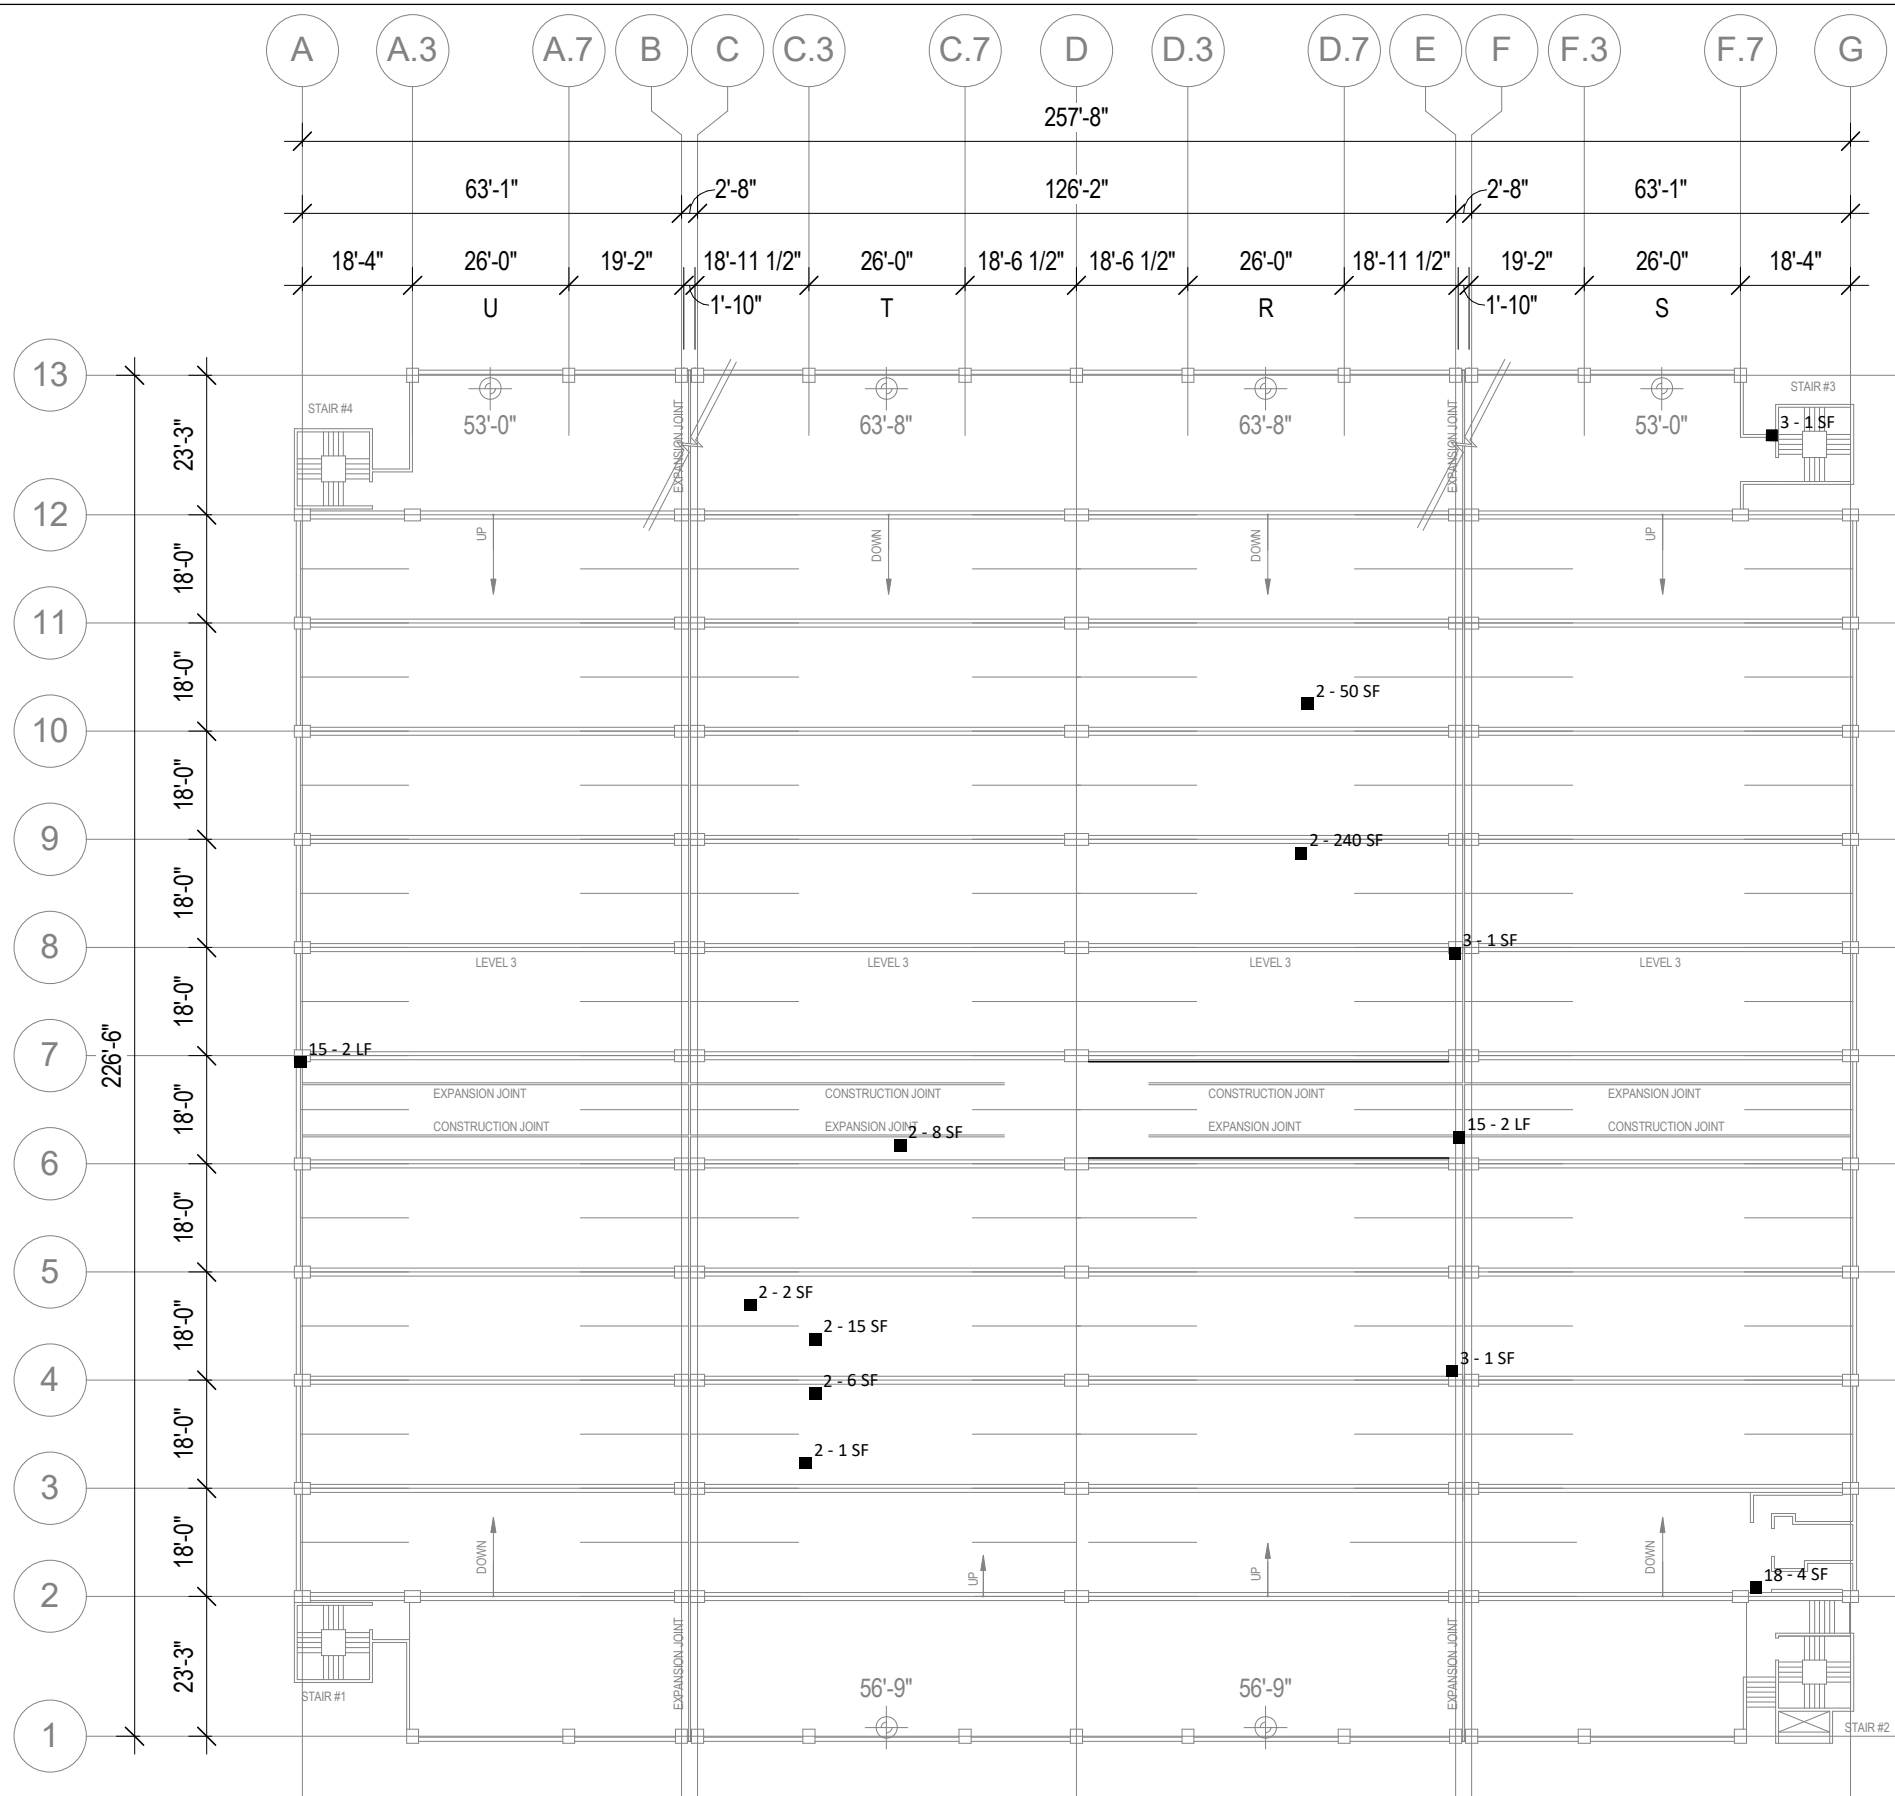 A A.3 A.7 B C C.3 C.7 D D.3 D.7 E F F.3 F.7 G
257'-8"
63'-1" 2'-8" 126'-2" 2'-8" 63'-1"
18'-4" 26'-0" 19'-2" 18'-11 1/2" 26'-0" 18'-6 1/2" 18'-6 1/2" 26'-0" 18'-11 1/2" 19'-2" 26'-0" 18'-4"
U 1'-10" T R 1'-10" S
13
STAIR #4 STAIR #3
53'-0" 63'-8" 63'-8" 53'-0"
3 - 1 SF
EXPANSION JOINT EXPANSION JOINT
23'-3"
12
UP DOWN DOWN UP
18'-0"
11
18'-0"
2 - 50 SF
10
18'-0"
9
2 - 240 SF
18'-0"
8
3 - 1 SF
LEVEL 3 LEVEL 3 LEVEL 3 LEVEL 3
18'-0"
226'-6"
7
15 - 2 LF
EXPANSION JOINT CONSTRUCTION JOINT CONSTRUCTION JOINT EXPANSION JOINT
18'-0"
CONSTRUCTION JOINT EXPANSION JOINT EXPANSION JOINT CONSTRUCTION JOINT
2 - 8 SF 15 - 2 LF
6
18'-0"
5
2 - 2 SF
18'-0"
2 - 15 SF
3 - 1 SF
4
2 - 6 SF
18'-0"
2 - 1 SF
3
18'-0"
DOWN UP UP DOWN
18 - 4 SF
2
EXPANSION JOINT EXPANSION JOINT
23'-3"
56'-9" 56'-9"
STAIR #1
STAIR #2
1